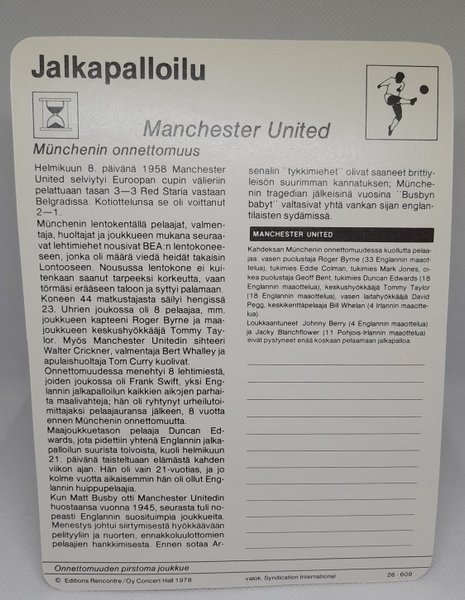 Jalkapalloilu
Manchester United
Münchenin onnettomuus
Helmikuun 8. päivänä 1958 Manchester
United selviytyi Euroopan cupin välieriin
pelattuaan tasan 3—3 Red Staria vastaan
Belgradissa. Kotiottelunsa se oli voittanut
2—1.
Münchenin lentokentällä pelaajat, valmen-
taja, huoltajat ja joukkueen mukana seuraa-
vat lehtimiehet nousivat BEA:n lentokonee-
seen, jonka oli määrä viedä heidät takaisin
Lontooseen. Nousussa lentokone ei kui-
tenkaan saanut tarpeeksi korkeutta, vaan
törmäsi erääseen taloon ja syttyi palamaan.
Koneen 44 matkustajasta säilyi hengissä
23. Uhrien joukossa oli 8 pelaajaa, mm.
joukkueen kapteeni Roger Byrne ja maa-
joukkueen keskushyökkääjä Tommy Tay-
lor. Myös Manchester Unitedin sihteeri
Walter Crickner, valmentaja Bert Whalley ja
apulaishuoltaja Tom Curry kuolivat.
Onnettomuudessa menehtyi 8 lehtimiestä,
joiden joukossa oli Frank Swift, yksi Eng-
lannin jalkapalloilun kaikkien aikojen parhai-
ta maalivahteja; hän oli ryhtynyt urheilutoi-
mittajaksi pelaajauransa jälkeen, 8 vuotta
ennen Münchenin onnettomuutta.
Maajoukkuetason pelaaja Duncan Ed-
wards, jota pidettiin yhtenä Englannin jalka-
palloilun suurista toivoista, kuoli helmikuun
21. päivänä taisteltuaan elämästä kahden
viikon ajan. Hän oli vain 21-vuotias, ja jo
kolme vuotta aikaisemmin hän oli ollut Eng-
lannin huippupelaajia.
Kun Matt Busby otti Manchester Unitedin
huostaansa vuonna 1945, seurasta tuli no-
peasti Englannin suosituimpia joukkueita.
Menestys johtui siirtymisestä hyökkäävään
pelityyliin ja nuorten, ennakkoluulottomien
pelaajien hankkimisesta. Ennen sotaa Ar-
senalin "tykkimiehet" olivat saaneet brittiy-
leisön suurimman kannatuksen; Münche-
nin tragedian jälkeisinä vuosina "Busbyn
babyt" valtasivat yhtä vankan sijan englan-
tilaisten sydämissä.
MANCHESTER UNITED
Kahdeksan Münchenin onnettomuudessa kuollutta pelaa-
jaa: vasen puolustaja Roger Byrne (33 Englannin maaot-
telua), tukimies Eddie Colman, tukimies Mark Jones, oi-
kea puolustaja Geoff Bent, tukimies Duncan Edwards (18
Englannin maaottelua), keskushyökkääjä Tommy Taylor
(18 Englannin maaottelua), vasen laitahyökkääjä David
Pegg, keskikenttäpelaaja Bill Whelan (4 Irlannin maaotte-
lua)
Loukkaantuneet Johnny Berry (4 Englannin maaottelua)
ja Jacky Blanchflower (11 Pohjois-Irlannin maaottelua)
eivät pystyneet enää koskaan pelaamaan jalkapalloa.
Onnettomuuden pirstoma joukkue
© Editions Rencontre/Oy Concert Hall 1978
valok. Syndication International
26-609